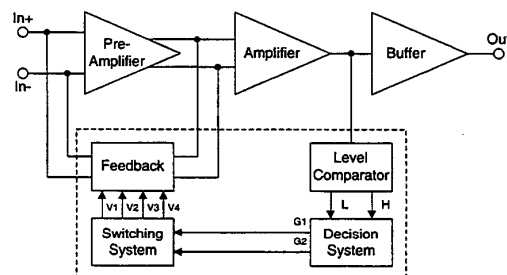 In+
In-
Pre-
Amplifier
Amplifier
Buffer
Out
Feedback
Level
Comparator
V1 V2 V3 V4
L H
Switching
System
G1
G2
Decision
System